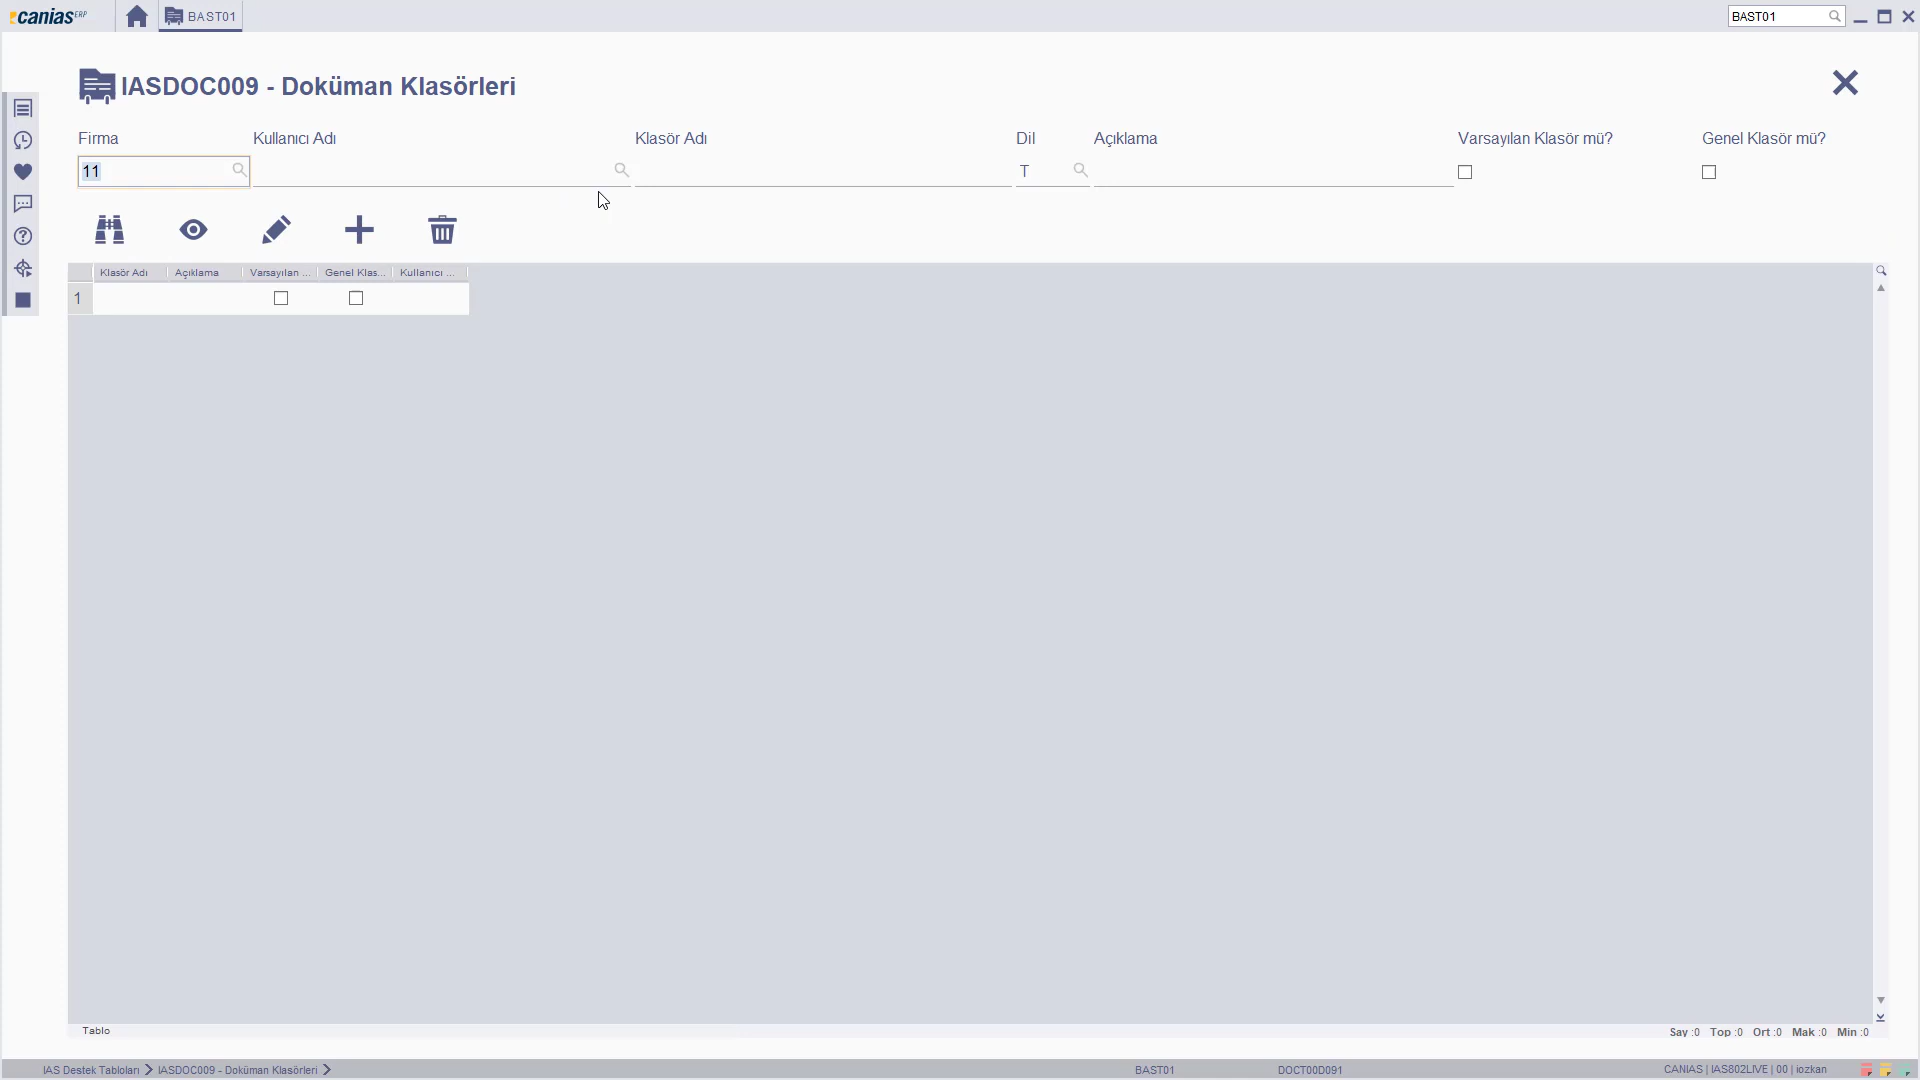 canias ERP
BAST01
BAST01
IASDOC009 - Doküman Klasörleri
Firma
Kullanıcı Adı
Klasör Adı
Dil
Açıklama
Varsayılan Klasör mü?
Genel Klasör mü?
11
T
Klasör Adı
Açıklama
Varsayılan ...
Genel Klas...
Kullanıcı ...
1
Tablo
Say :0 Top :0 Ort :0 Mak :0 Min :0
IAS Destek Tabloları
IASDOC009 - Doküman Klasörleri
BAST01
DOCT00D091
CANIAS | IAS802LIVE | 00 | iozkan